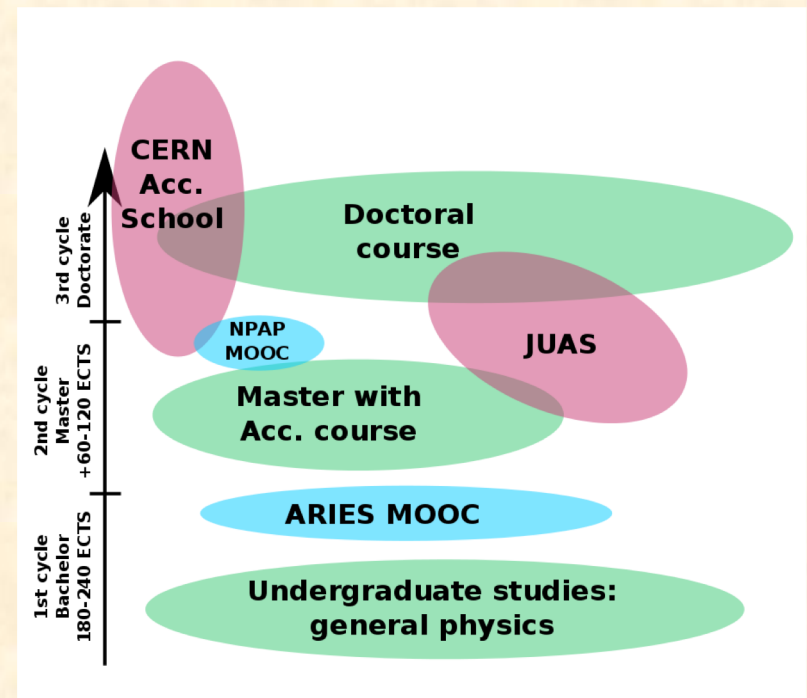 CERN
Acc.
School
Doctoral
course
3rd cycle
Doctorate
NPAP
MOOC
JUAS
2nd cycle
Master
+60-120 ECTS
Master with
Acc. course
ARIES MOOC
1st cycle
Bachelor
180-240 ECTS
Undergraduate studies:
general physics